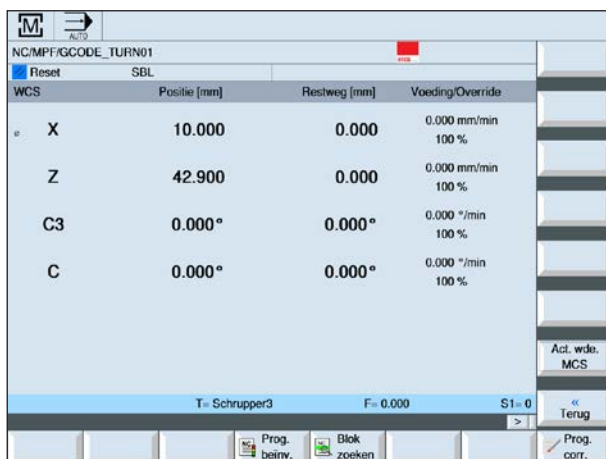 M
AUTO
NC/MPF/GCODE_TURN01
Reset SBL
WCS Positie [mm] Restweg [mm] Voeding/Override
ø X 10.000 0.000 0.000 mm/min
100 %
Z 42.900 0.000 0.000 mm/min
100 %
C3 0.000° 0.000° 0.000 °/min
100 %
C 0.000° 0.000° 0.000 °/min
100 %
Act. wde.
MCS
T= Schrupper3 F= 0.000 S1= 0
«
Terug
>
Prog.
beïnv.
Blok
zoeken
Prog.
corr.